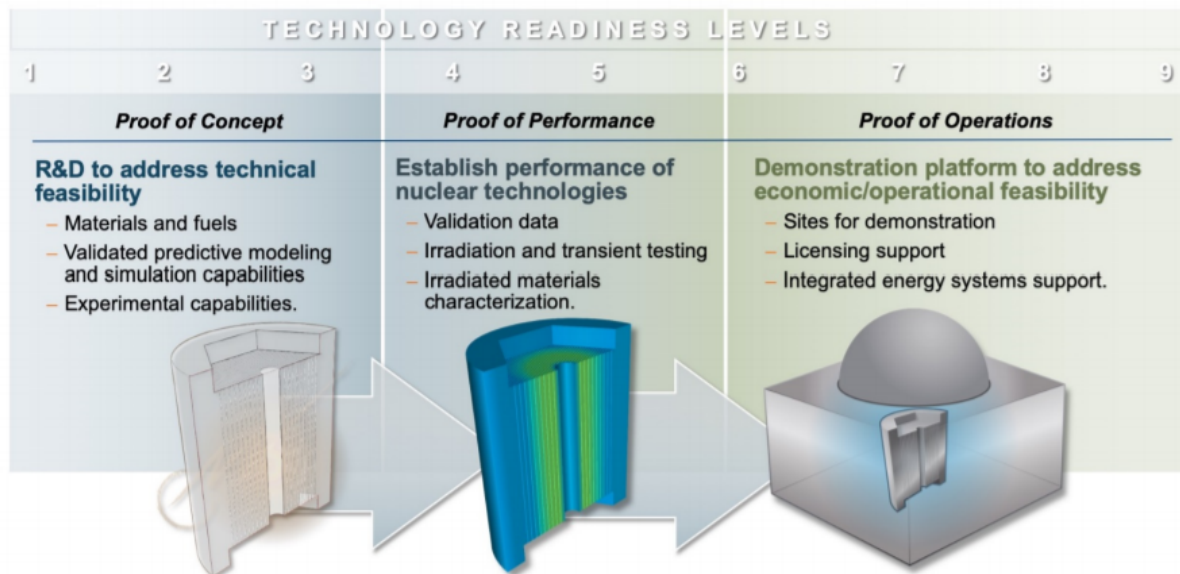 TECHNOLOGY READINESS LEVELS
1 2 3 4 5 6 7 8 9
Proof of Concept
R&D to address technical
feasibility
– Materials and fuels
– Validated predictive modeling
and simulation capabilities
– Experimental capabilities.
Proof of Performance
Establish performance of
nuclear technologies
– Validation data
– Irradiation and transient testing
– Irradiated materials
characterization.
Proof of Operations
Demonstration platform to address
economic/operational feasibility
– Sites for demonstration
– Licensing support
– Integrated energy systems support.